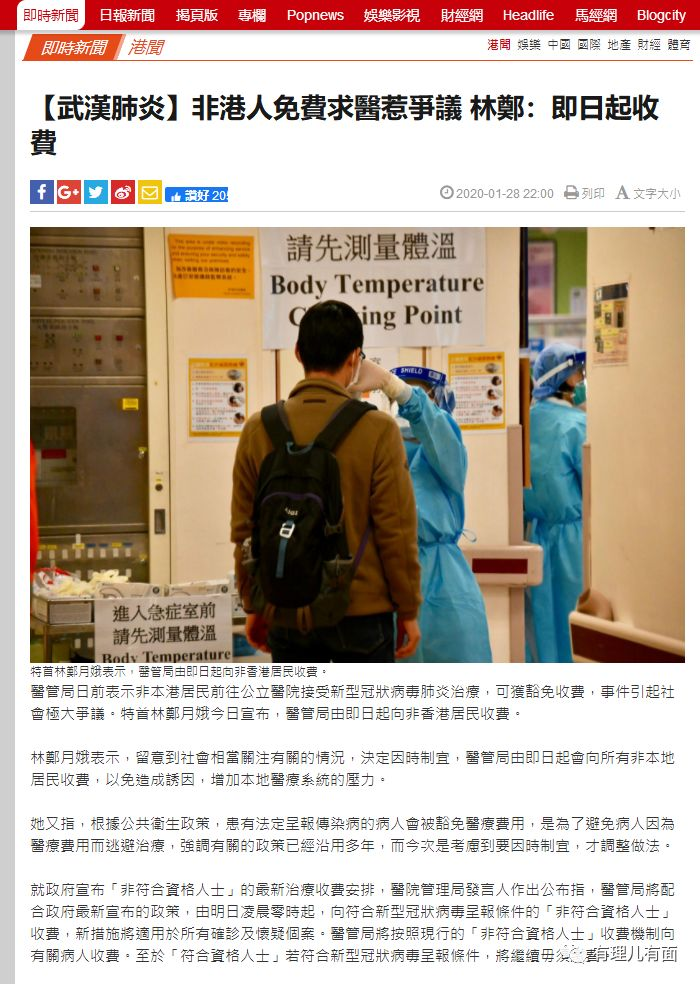 即時新聞 日報新聞 揭頁版 專欄 Popnews 娛樂影視 財經網 Headlife 馬經網 Blogcity
即時新聞 港聞 港聞 娛樂 中國 國際 地產 財經 體育
【武漢肺炎】非港人免費求醫惹爭議 林鄭：即日起收
費
讚好 20 2020-01-28 22:00 列印 A 文字大小
請先測量體溫
Body Temperature
Point
SHIELD
進入急症室前
請先測量體溫
Body Temperature
特首林鄭月娥表示，醫管局由即日起向非香港居民收費。
醫管局日前表示非本港居民前往公立醫院接受新型冠狀病毒肺炎治療，可獲豁免收費，事件引起社
會極大爭議。特首林鄭月娥今日宣布，醫管局由即日起向非香港居民收費。
林鄭月娥表示，留意到社會相當關注有關的情況，決定因時制宜，醫管局由即日起會向所有非本地
居民收費，以免造成誘因，增加本地醫療系統的壓力。
她又指，根據公共衛生政策，患有法定呈報傳染病的病人會被豁免醫療費用，是為了避免病人因為
醫療費用而逃避治療，強調有關的政策已經沿用多年，而今次是考慮到要因時制宜，才調整做法。
就政府宣布「非符合資格人士」的最新治療收費安排，醫院管理局發言人作出公布指，醫管局將配
合政府最新宣布的政策，由明日凌晨零時起，向符合新型冠狀病毒呈報條件的「非符合資格人士」
收費，新措施將適用於所有確診及懷疑個案。醫管局將按照現行的「非符合資格人士」收費機制向
有關病人收費。至於「符合資格人士」若符合新型冠狀病毒呈報條件，將繼續毋須
有理儿有面